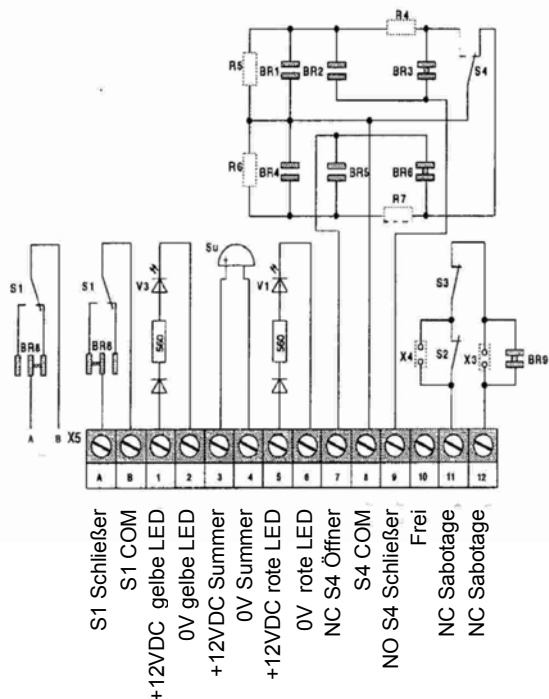 R4
R5
BR1
BR2
BR3
S4
R6
BR4
BR5
BR6
R7
Su
S1
S1
V3
V1
S3
BR8
BR8
560
560
X4
S2
X3
BR9
A
B
X5
A
B
1
2
3
4
5
6
7
8
9
10
11
12
S1 Schließer
S1 COM
+12VDC gelbe LED
0V gelbe LED
+12VDC Summer
0V Summer
+12VDC rote LED
0V rote LED
NC S4 Öffner
S4 COM
NO S4 Schließer
Frei
NC Sabotage
NC Sabotage